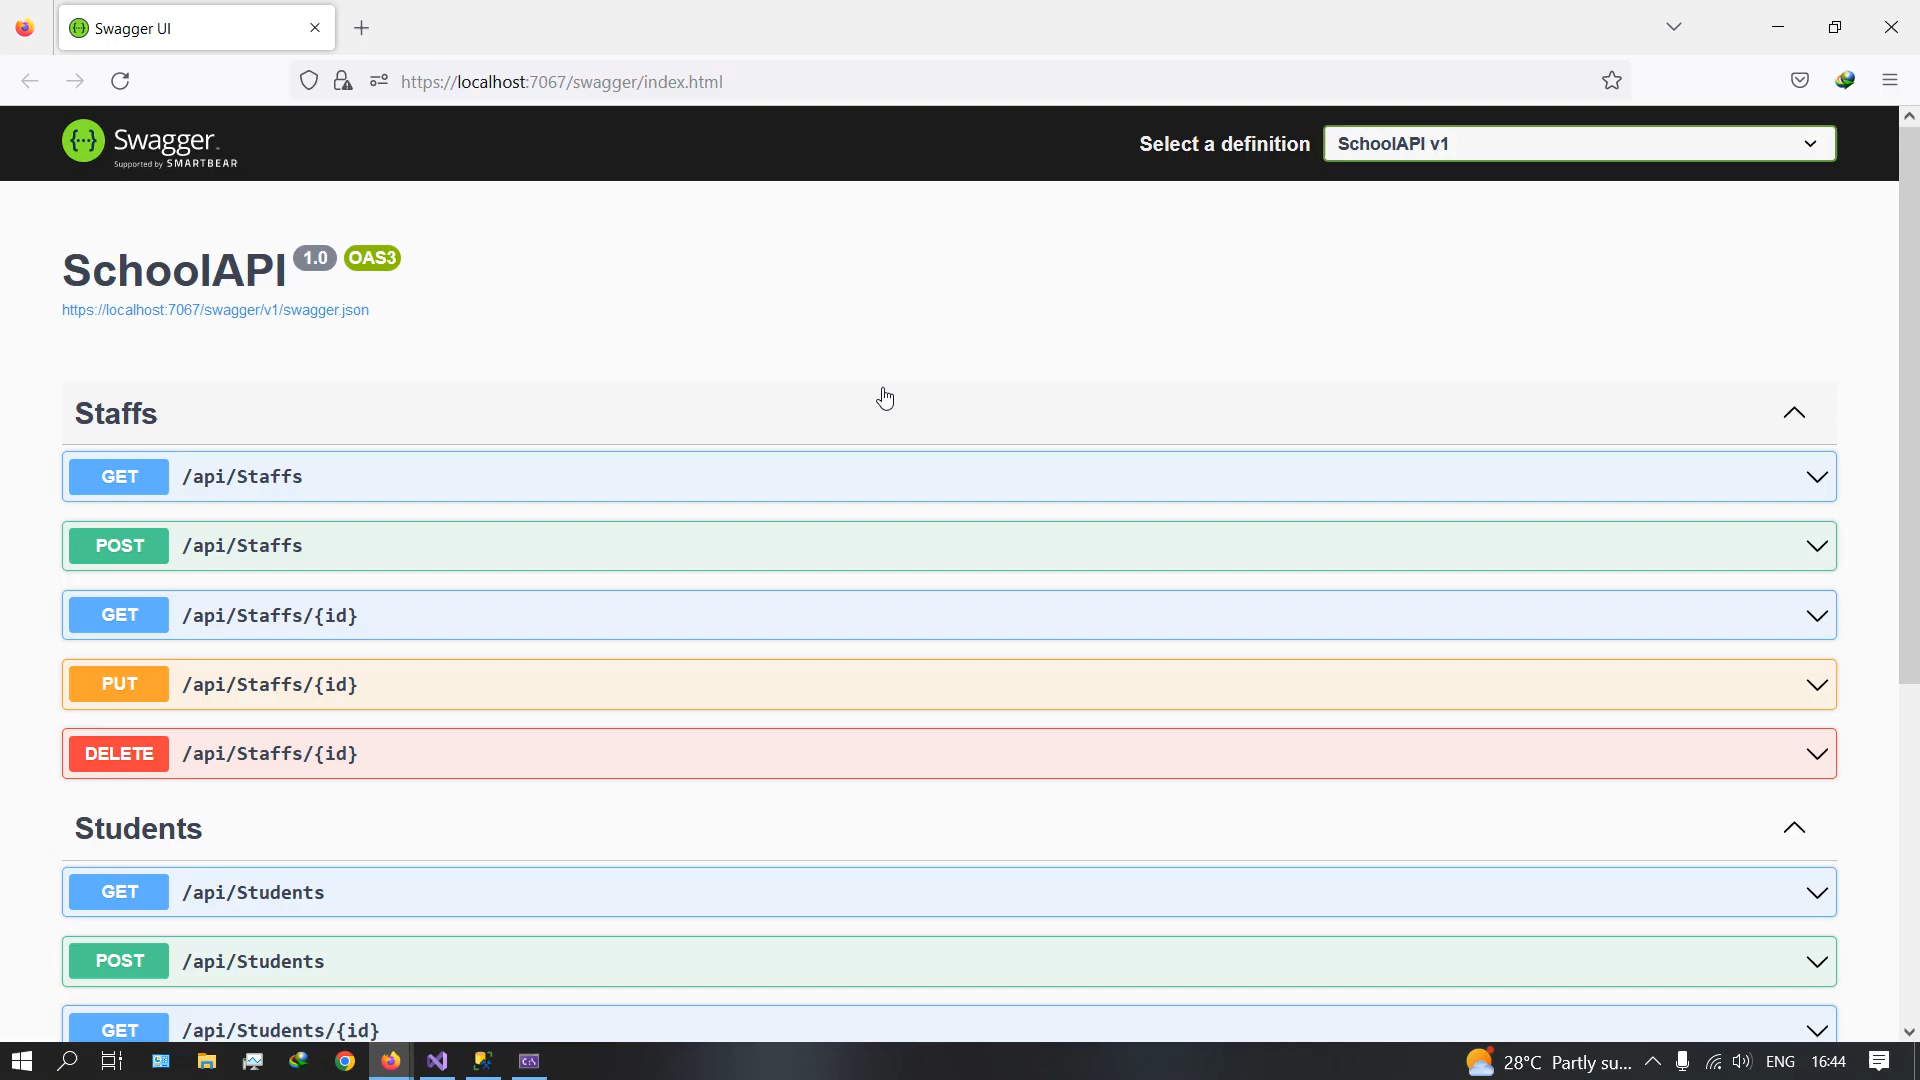 Swagger UI
https://localhost:7067/swagger/index.html
Swagger.
Supported by SMARTBEAR
Select a definition
SchoolAPI v1
SchoolAPI 1.0 OAS3
https://localhost:7067/swagger/v1/swagger.json
Staffs
GET /api/Staffs
POST /api/Staffs
GET /api/Staffs/{id}
PUT /api/Staffs/{id}
DELETE /api/Staffs/{id}
Students
GET /api/Students
POST /api/Students
GET /api/Students/{id}
28°C Partly su... ENG 16:44